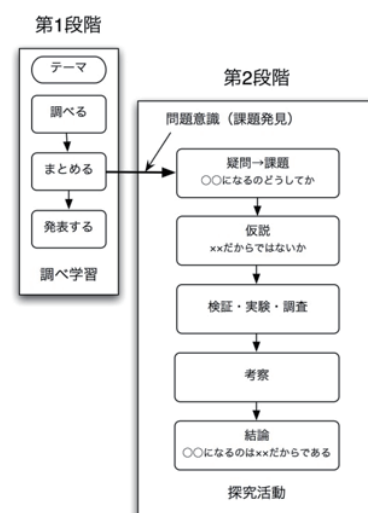 第1段階
テーマ
調べる
まとめる
発表する
調べ学習
第2段階
問題意識（課題発見）
疑問→課題
○○になるのどうしてか
仮説
××だからではないか
検証・実験・調査
考察
結論
○○になるのは××だからである
探究活動